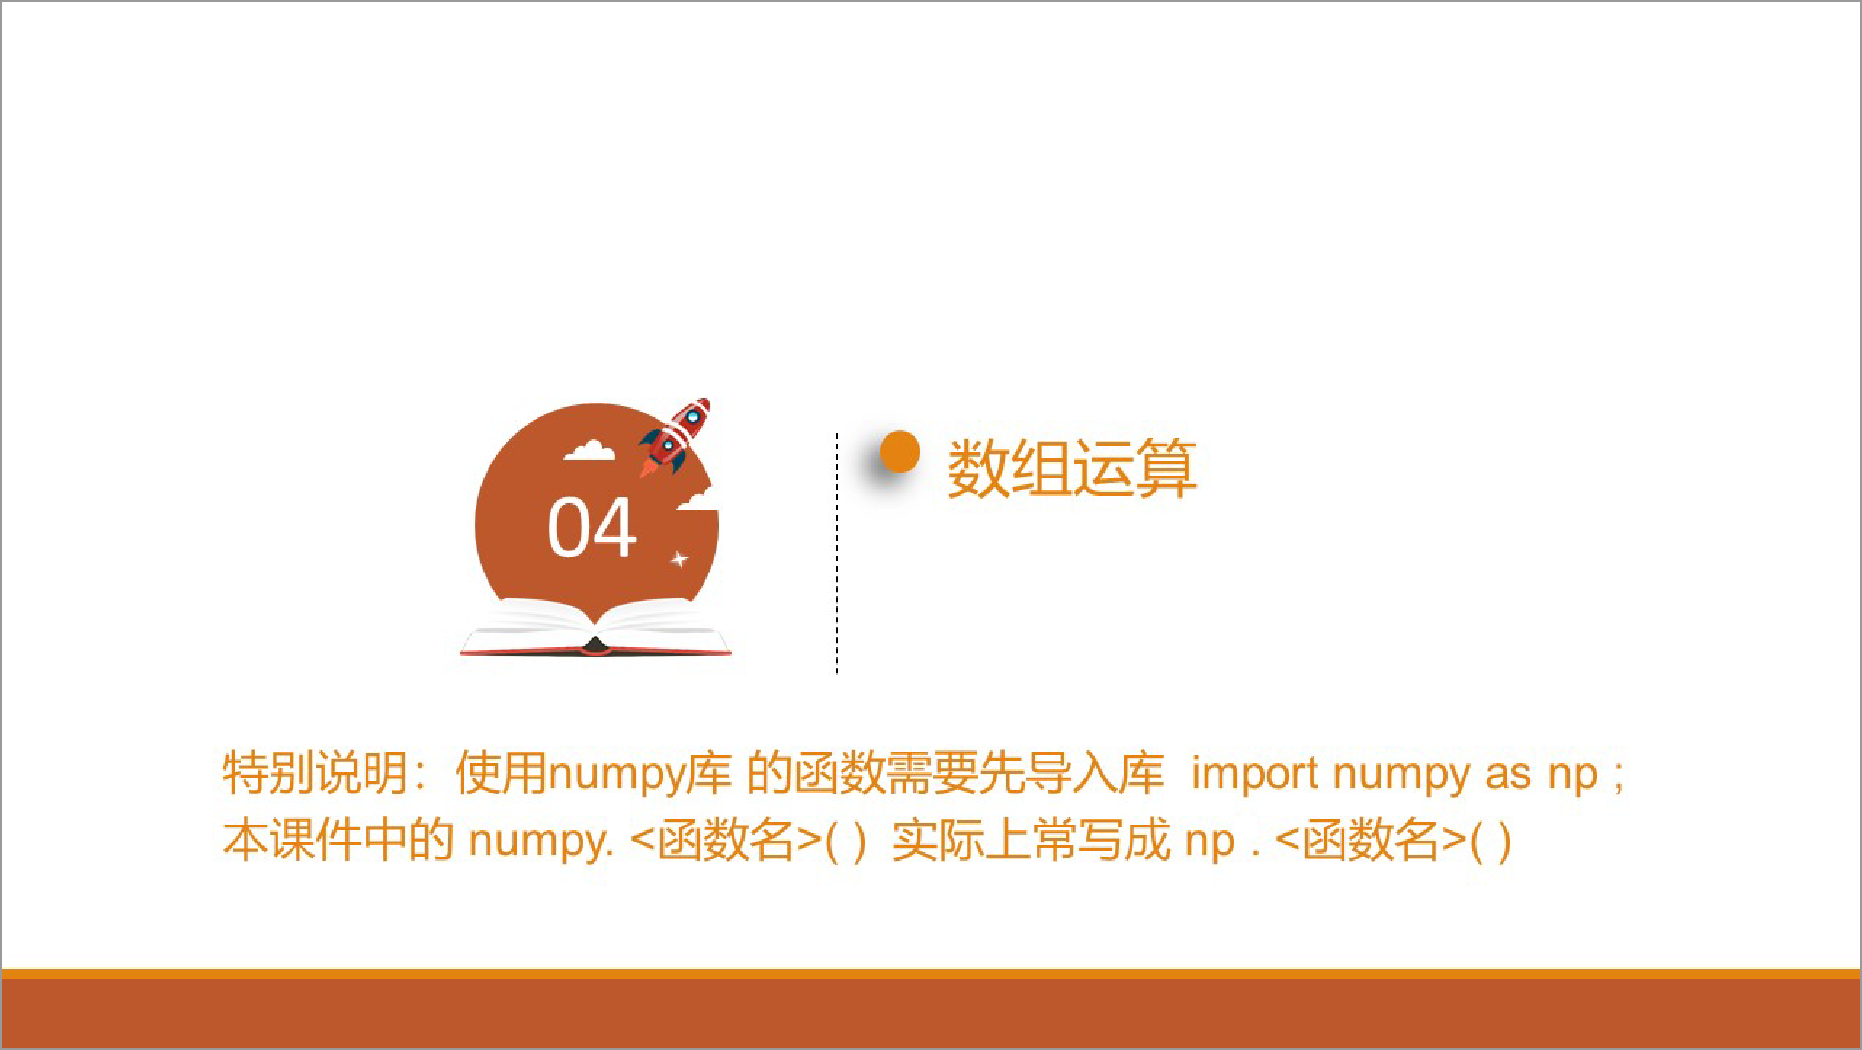 04
数组运算
特别说明：使用numpy库 的函数需要先导入库 import numpy as np ;
本课件中的 numpy. <函数名>( ) 实际上常写成 np . <函数名>( )